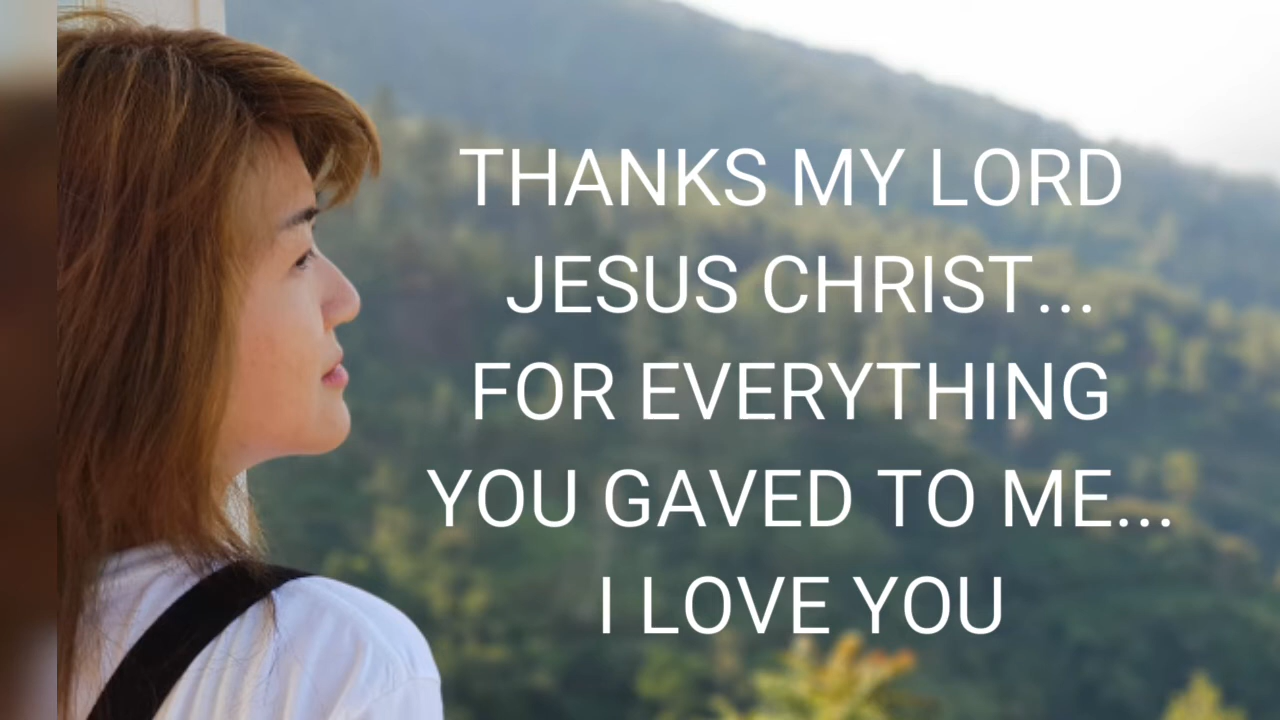 THANKS MY LORD
JESUS CHRIST...
FOR EVERYTHING
YOU GAVED TO ME...
I LOVE YOU